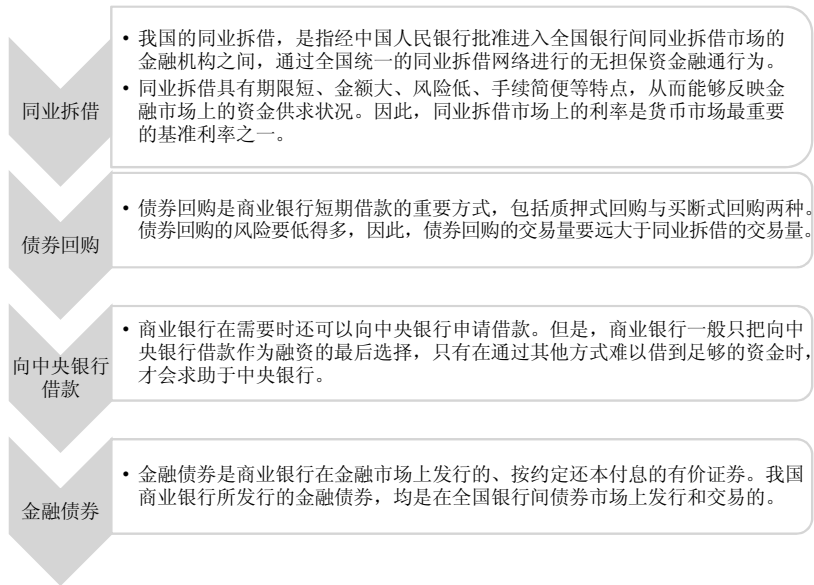 同业拆借
• 我国的同业拆借，是指经中国人民银行批准进入全国银行间同业拆借市场的
金融机构之间，通过全国统一的同业拆借网络进行的无担保资金融通行为。
• 同业拆借具有期限短、金额大、风险低、手续简便等特点，从而能够反映金
融市场上的资金供求状况。因此，同业拆借市场上的利率是货币市场最重要
的基准利率之一。
债券回购
• 债券回购是商业银行短期借款的重要方式，包括质押式回购与买断式回购两种。
债券回购的风险要低得多，因此，债券回购的交易量要远大于同业拆借的交易量。
向中央银行
借款
• 商业银行在需要时还可以向中央银行申请借款。但是，商业银行一般只把向中
央银行借款作为融资的最后选择，只有在通过其他方式难以借到足够的资金时，
才会求助于中央银行。
金融债券
• 金融债券是商业银行在金融市场上发行的、按约定还本付息的有价证券。我国
商业银行所发行的金融债券，均是在全国银行间债券市场上发行和交易的。